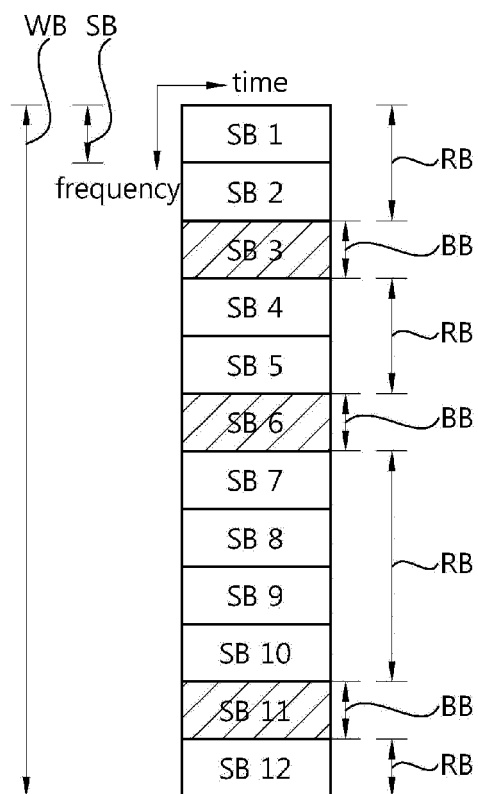 WB SB
time
frequency
SB 1
SB 2
RB
SB 3
BB
SB 4
SB 5
RB
SB 6
BB
SB 7
SB 8
SB 9
SB 10
RB
SB 11
BB
SB 12
RB